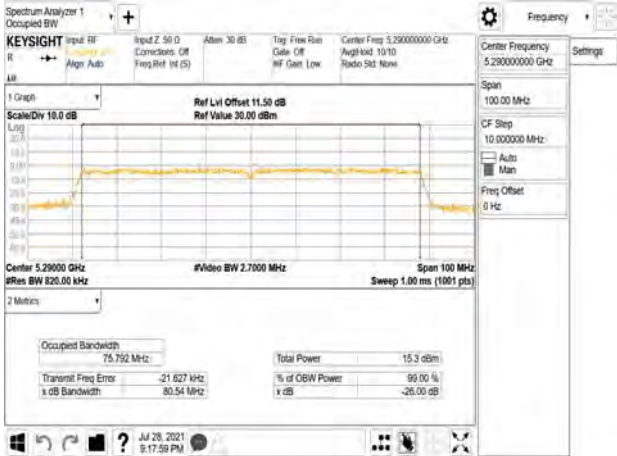 Spectrum Analyzer 1
Occupied BW
+
Frequency
KEYSIGHT Input: RF
R
Align: Auto
Input Z: 50 Ω
Corrections: Off
Freq Ref: Int (S)
Atten: 30 dB
Trig: Free Run
Gate: Off
#IF Gain: Low
Center Freq: 5.290000000 GHz
Avg|Hold: 10/10
Radio Std: None
Center Frequency
5.290000000 GHz
Settings
Span
100.00 MHz
CF Step
10.000000 MHz
Auto
Man
Freq Offset
0 Hz
1 Graph
Scale/Div 10.0 dB
Ref Lvl Offset 11.50 dB
Ref Value 30.00 dBm
Log
Center 5.29000 GHz
#Res BW 820.00 kHz
#Video BW 2.7000 MHz
Span 100 MHz
Sweep 1.00 ms (1001 pts)
2 Metrics
Occupied Bandwidth
75.792 MHz
Total Power 15.3 dBm
Transmit Freq Error -21.627 kHz
% of OBW Power 99.00 %
x dB Bandwidth 80.54 MHz
x dB -26.00 dB
?
Jul 28, 2021
9:17:59 PM